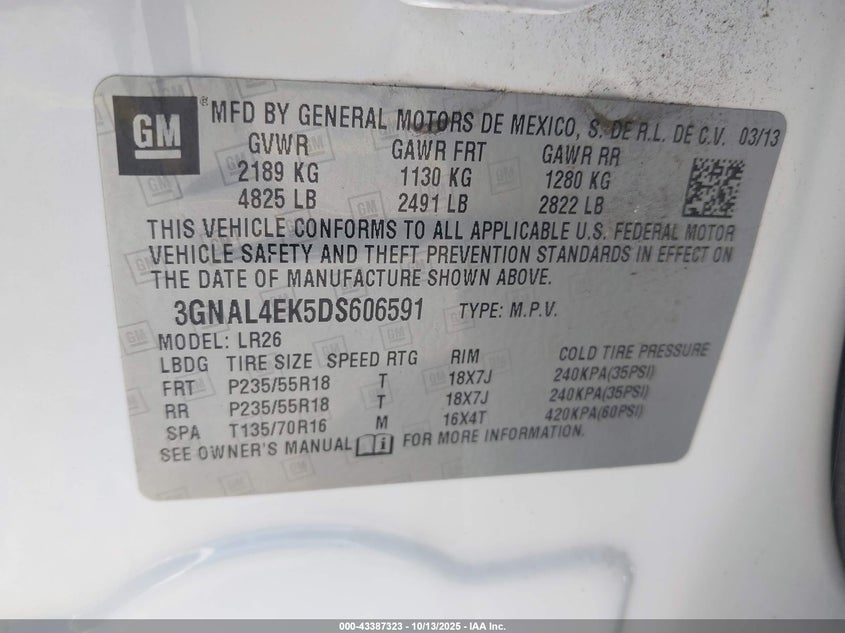 GM
® MFD BY GENERAL MOTORS DE MEXICO, S. DE R.L. DE C.V. 03/13
GVWR GAWR FRT GAWR RR
2189 KG 1130 KG 1280 KG
4825 LB 2491 LB 2822 LB
THIS VEHICLE CONFORMS TO ALL APPLICABLE U.S. FEDERAL MOTOR
VEHICLE SAFETY AND THEFT PREVENTION STANDARDS IN EFFECT ON
THE DATE OF MANUFACTURE SHOWN ABOVE.
3GNAL4EK5DS606591 TYPE: M.P.V.
MODEL: LR26
LBDG TIRE SIZE SPEED RTG RIM COLD TIRE PRESSURE
FRT P235/55R18 T 18X7J 240KPA(35PSI)
RR P235/55R18 T 18X7J 240KPA(35PSI)
SPA T135/70R16 M 16X4T 420KPA(60PSI)
SEE OWNER'S MANUAL i FOR MORE INFORMATION.
000-43387323 | 10/13/2025 | IAA Inc.